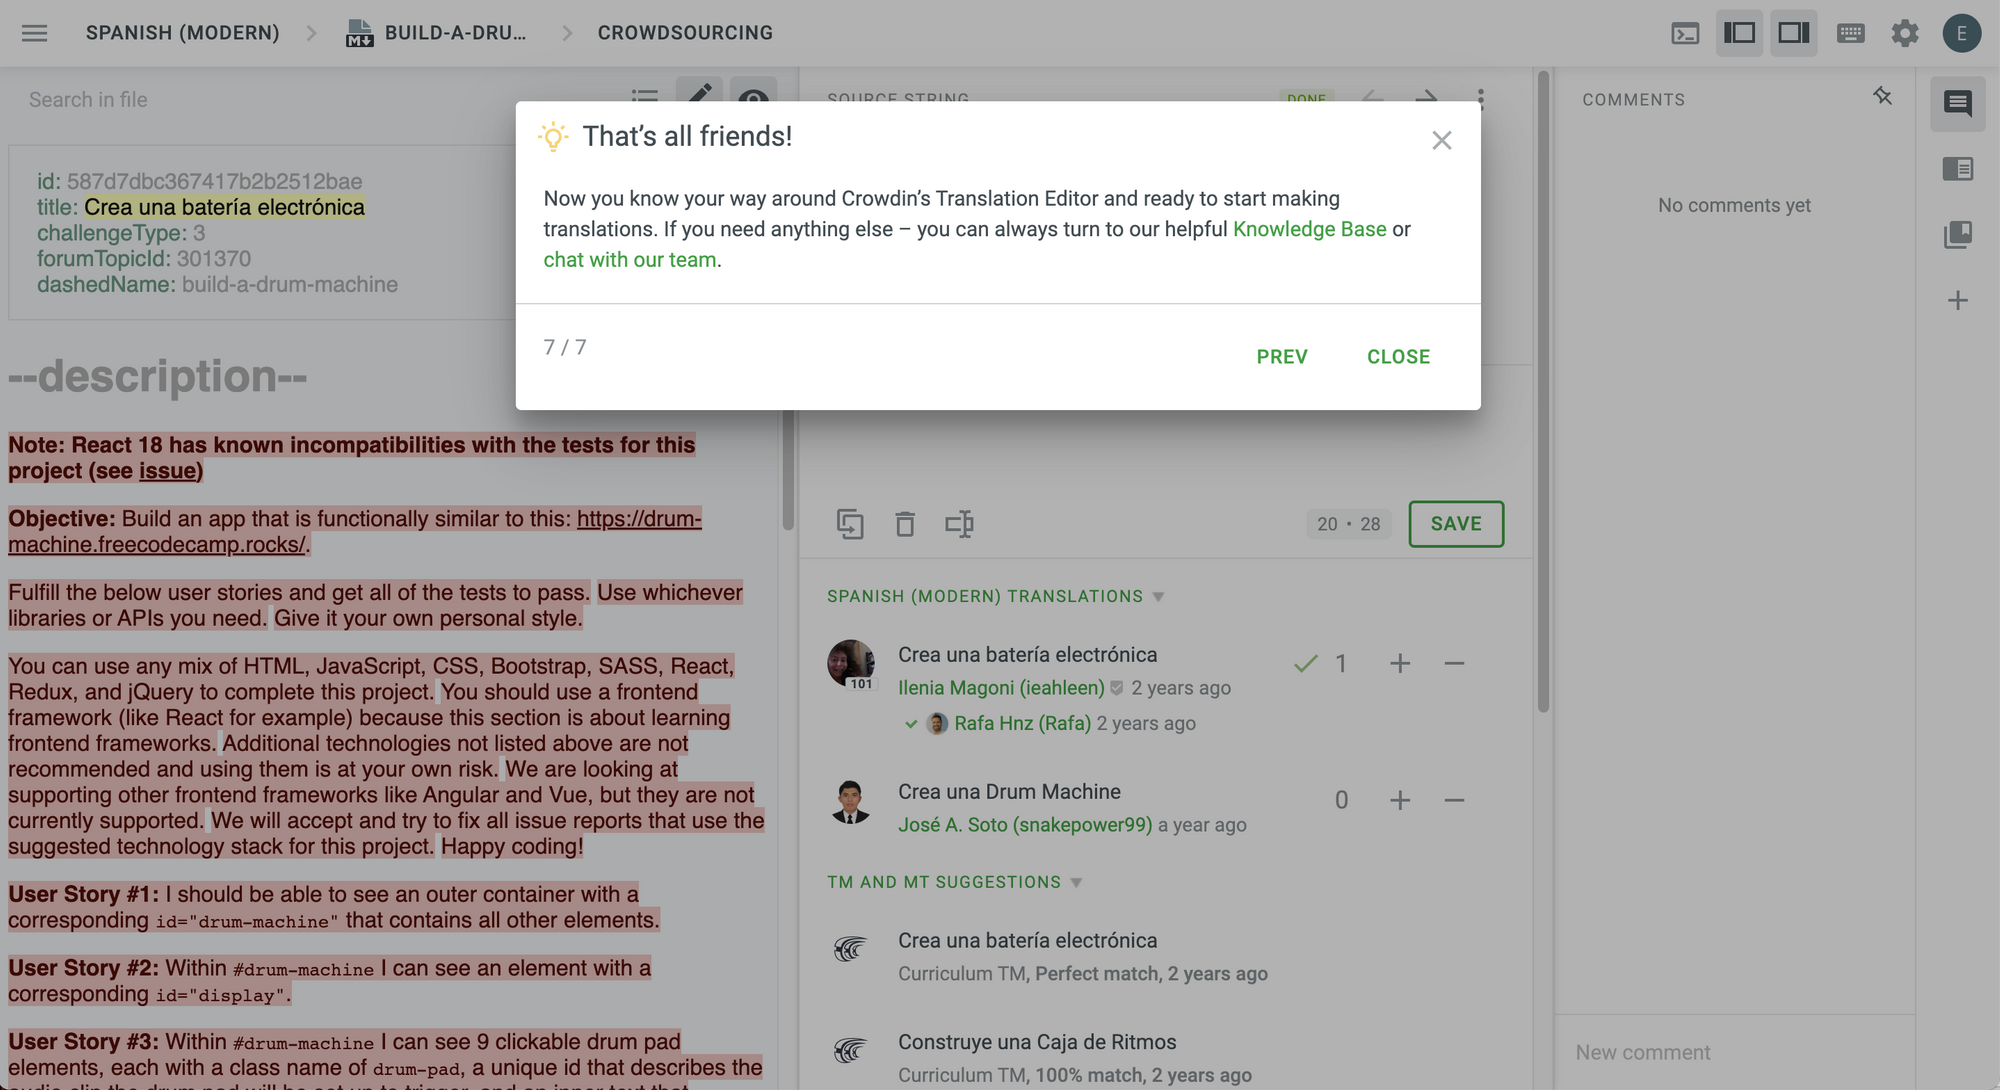 SPANISH (MODERN)
M
BUILD-A-DRU...
CROWDSOURCING
E
Search in file
SOURCE STRING
DONE
COMMENTS
That’s all friends!
Now you know your way around Crowdin’s Translation Editor and ready to start making
translations. If you need anything else – you can always turn to our helpful Knowledge Base or
chat with our team.
7 / 7
PREV
CLOSE
id: 587d7dbc367417b2b2512bae
title: Crea una batería electrónica
challengeType: 3
forumTopicId: 301370
dashedName: build-a-drum-machine
--description--
Note: React 18 has known incompatibilities with the tests for this
project (see issue)
Objective: Build an app that is functionally similar to this: https://drum-
machine.freecodecamp.rocks/.
Fulfill the below user stories and get all of the tests to pass. Use whichever
libraries or APIs you need. Give it your own personal style.
You can use any mix of HTML, JavaScript, CSS, Bootstrap, SASS, React,
Redux, and jQuery to complete this project. You should use a frontend
framework (like React for example) because this section is about learning
frontend frameworks. Additional technologies not listed above are not
recommended and using them is at your own risk. We are looking at
supporting other frontend frameworks like Angular and Vue, but they are not
currently supported. We will accept and try to fix all issue reports that use the
suggested technology stack for this project. Happy coding!
User Story #1: I should be able to see an outer container with a
corresponding id="drum-machine" that contains all other elements.
User Story #2: Within #drum-machine I can see an element with a
corresponding id="display".
User Story #3: Within #drum-machine I can see 9 clickable drum pad
elements, each with a class name of drum-pad, a unique id that describes the
audio clip the drum pad will be set up to trigger, and an inner text that
20 • 28
SAVE
SPANISH (MODERN) TRANSLATIONS
101
Crea una batería electrónica
1
Ilenia Magoni (ieahleen) 2 years ago
Rafa Hnz (Rafa) 2 years ago
Crea una Drum Machine
0
José A. Soto (snakepower99) a year ago
TM AND MT SUGGESTIONS
Crea una batería electrónica
Curriculum TM, Perfect match, 2 years ago
Construye una Caja de Ritmos
Curriculum TM, 100% match, 2 years ago
No comments yet
New comment